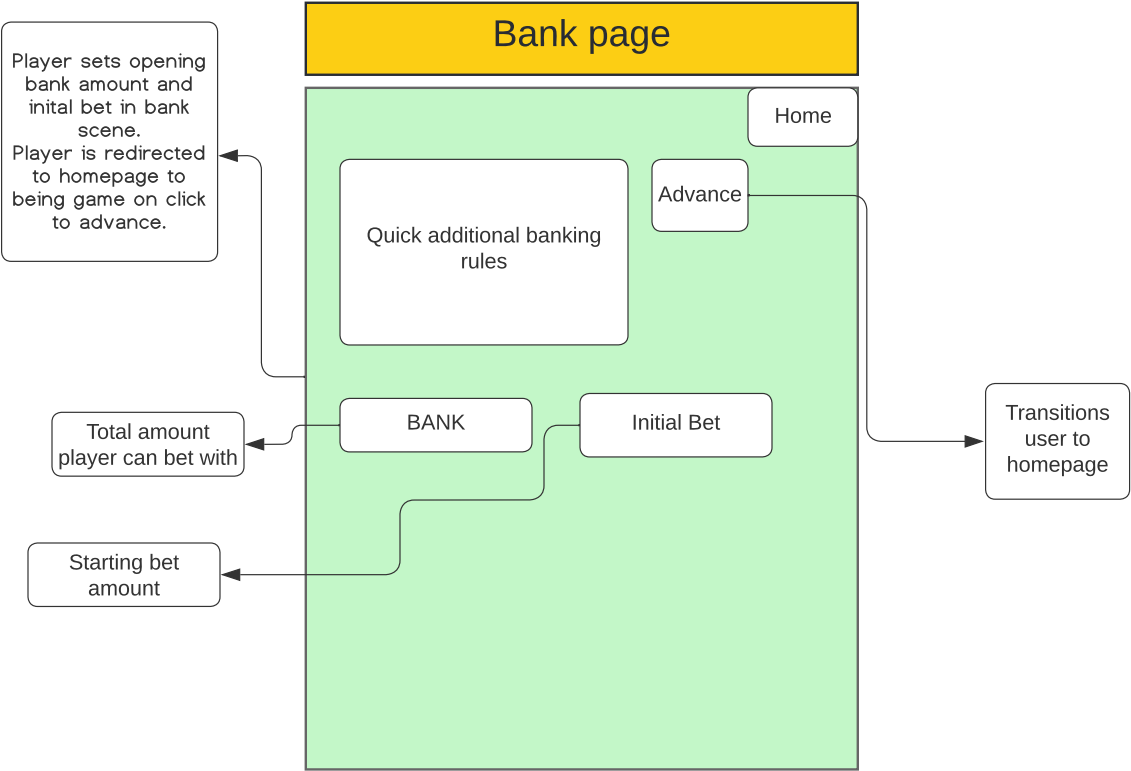 Bank page
Player sets opening
bank amount and
inital bet in bank
scene.
Player is redirected
to homepage to
being game on click
to advance.
Home
Advance
Quick additional banking
rules
BANK
Initial Bet
Total amount
player can bet with
Transitions
user to
homepage
Starting bet
amount